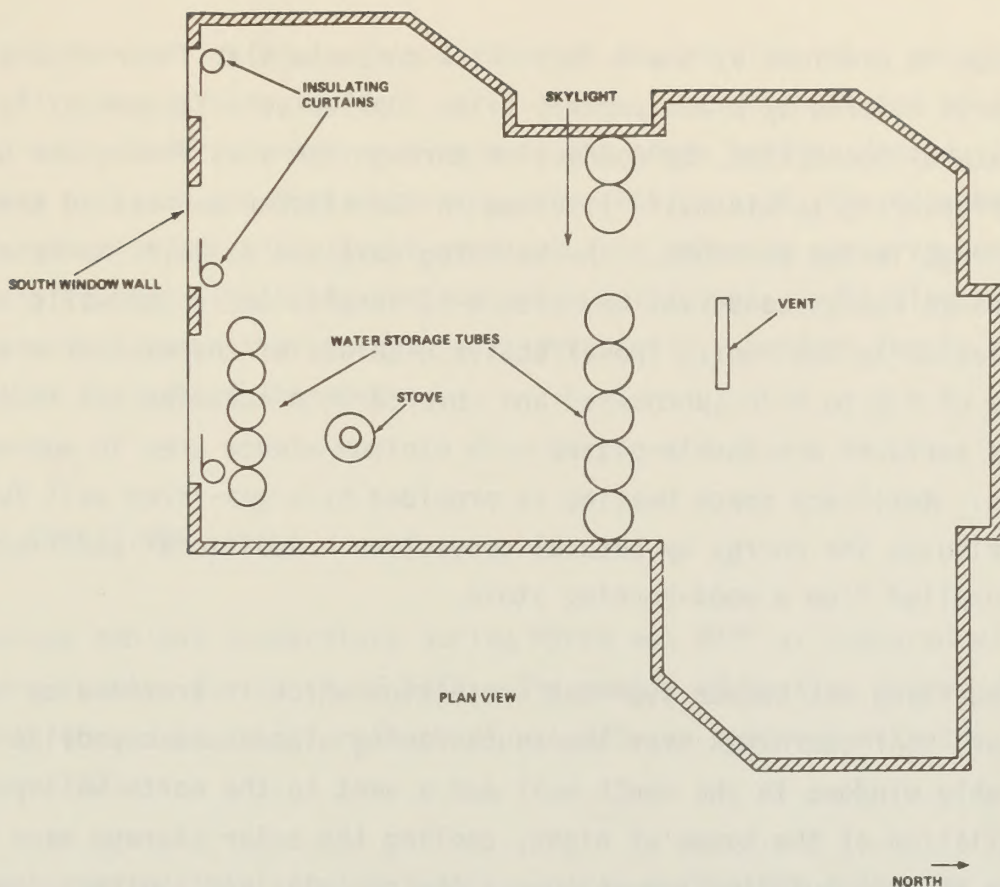 INSULATING
CURTAINS
SKYLIGHT
SOUTH WINDOW WALL
VENT
WATER STORAGE TUBES
STOVE
PLAN VIEW
NORTH